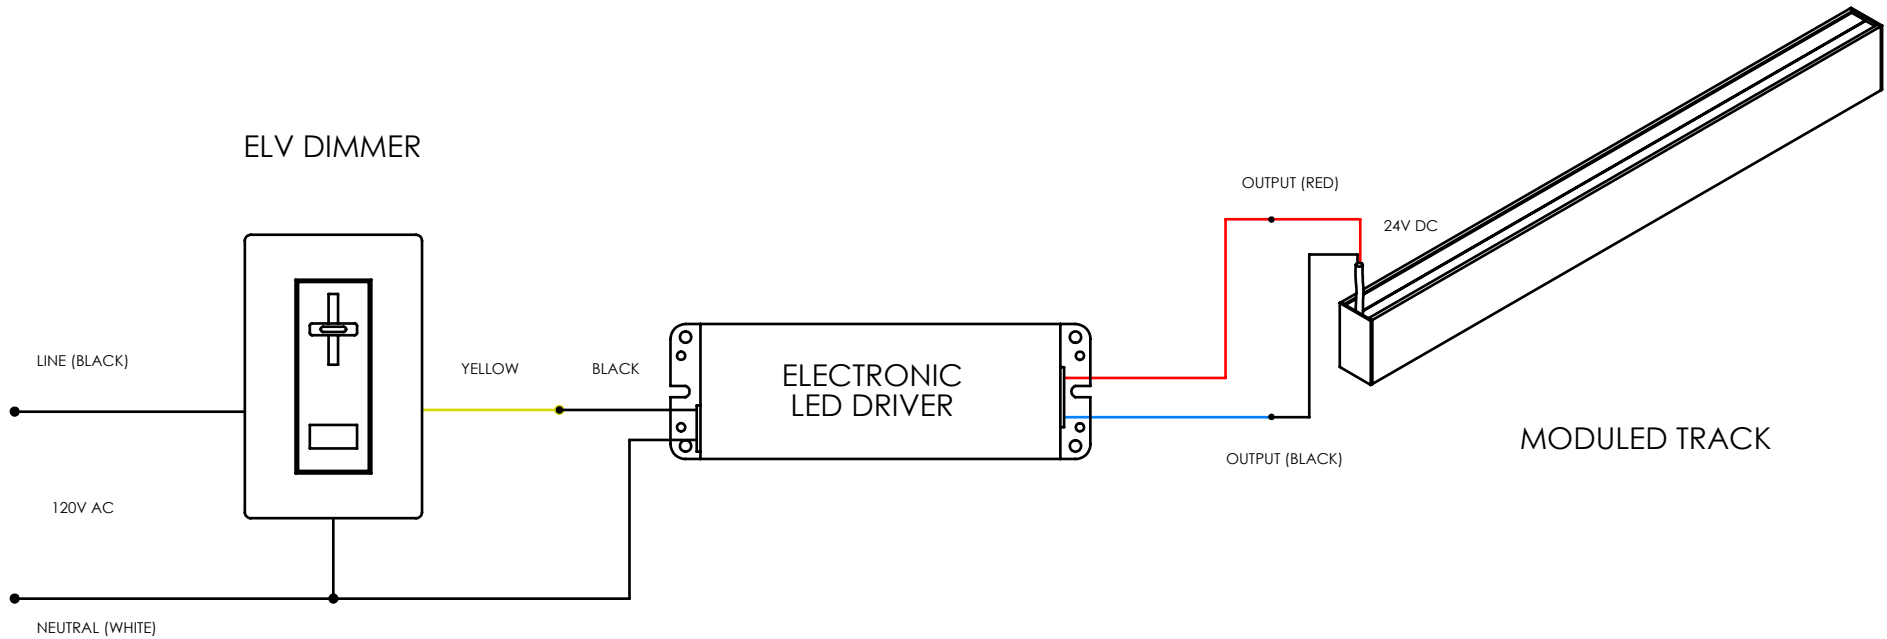 ELV DIMMER
OUTPUT (RED)
24V DC
LINE (BLACK)
YELLOW
BLACK
ELECTRONIC
LED DRIVER
MODULED TRACK
OUTPUT (BLACK)
120V AC
NEUTRAL (WHITE)